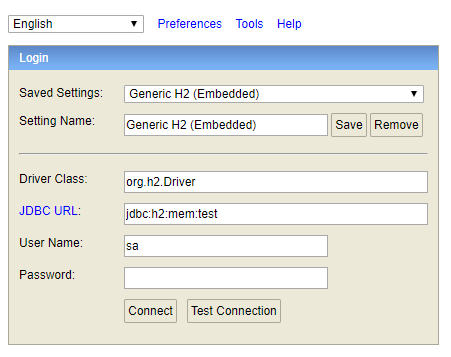 English Preferences Tools Help
Login
Saved Settings: Generic H2 (Embedded)
Setting Name: Generic H2 (Embedded) Save Remove
Driver Class: org.h2.Driver
JDBC URL: jdbc:h2:mem:test
User Name: sa
Password:
Connect Test Connection